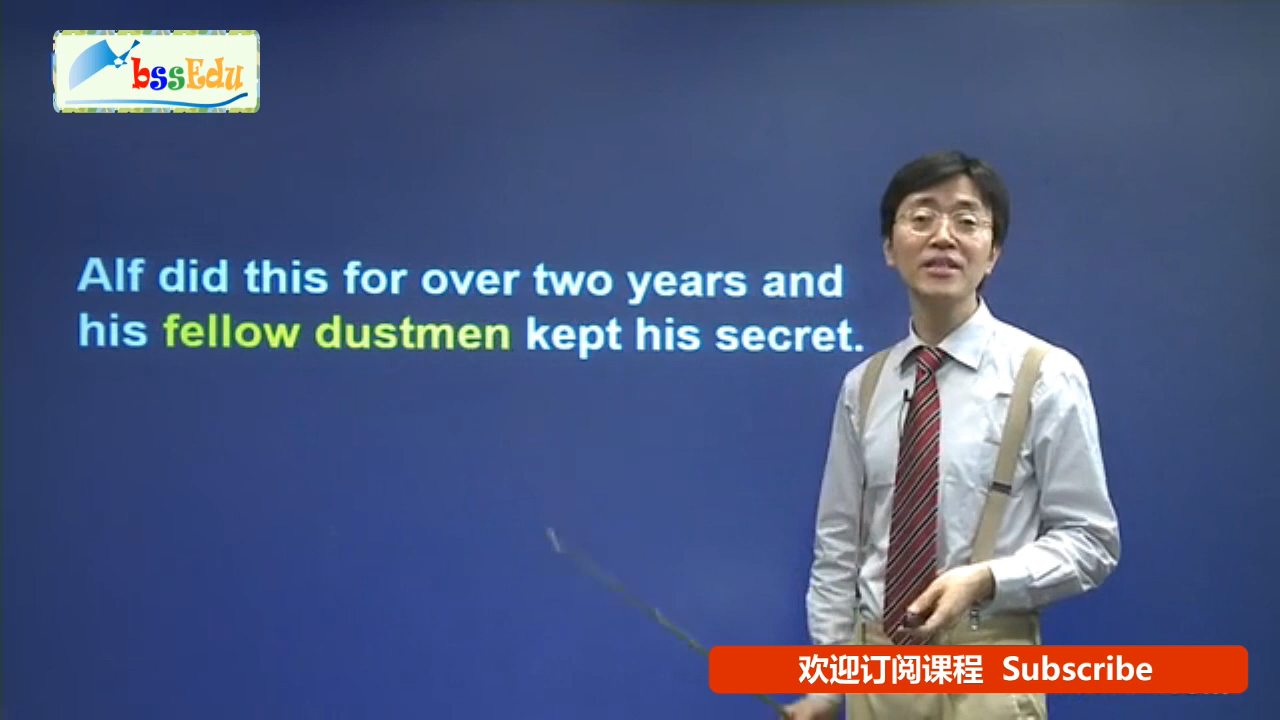 bssEdu
Alf did this for over two years and
his fellow dustmen kept his secret.
欢迎订阅课程 Subscribe